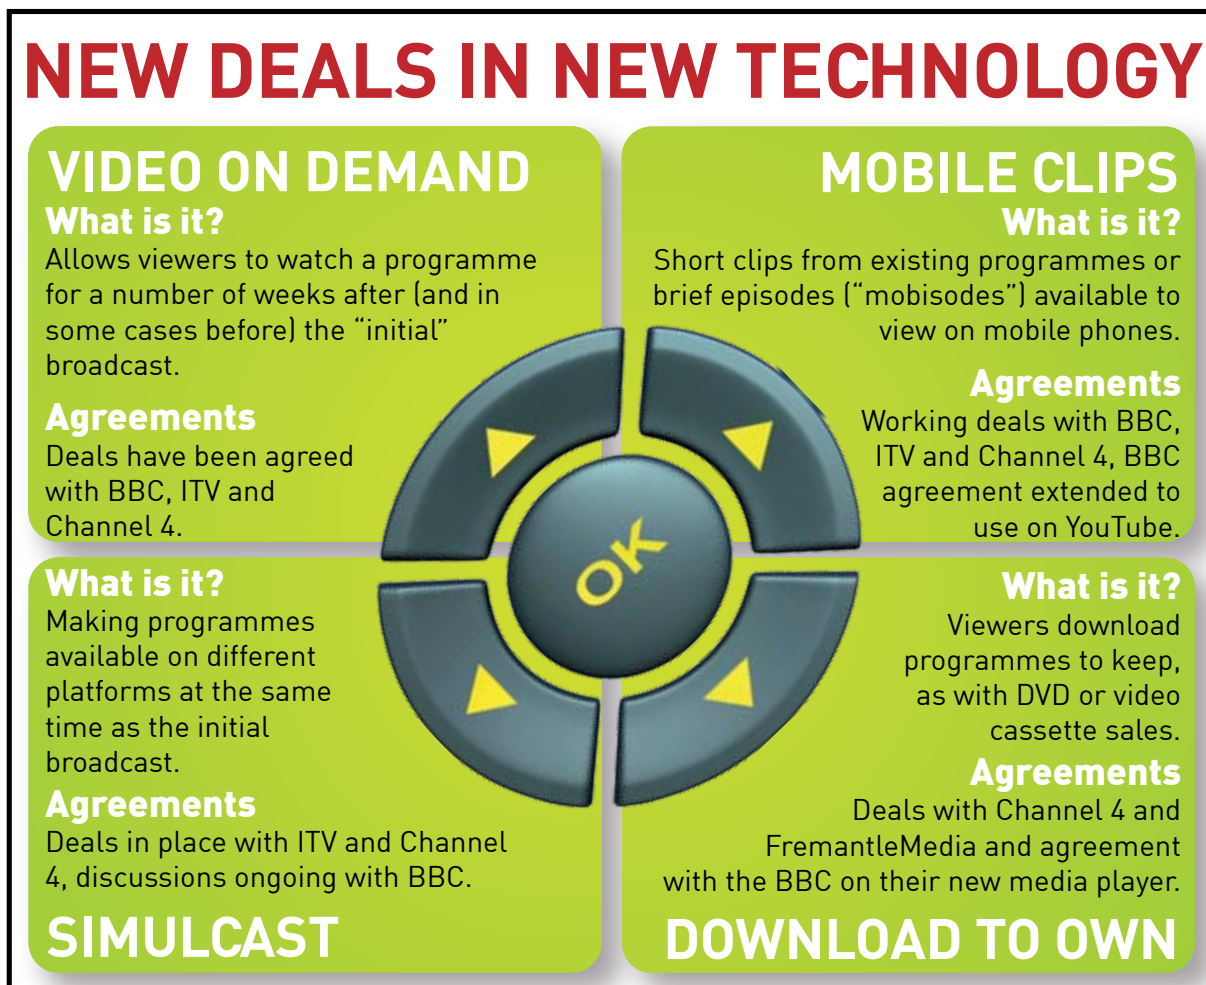 NEW DEALS IN NEW TECHNOLOGY
VIDEO ON DEMAND
What is it?
Allows viewers to watch a programme
for a number of weeks after (and in
some cases before) the “initial”
broadcast.
Agreements
Deals have been agreed
with BBC, ITV and
Channel 4.
MOBILE CLIPS
What is it?
Short clips from existing programmes or
brief episodes (“mobisodes”) available to
view on mobile phones.
Agreements
Working deals with BBC,
ITV and Channel 4, BBC
agreement extended to
use on YouTube.
OK
What is it?
Making programmes
available on different
platforms at the same
time as the initial
broadcast.
Agreements
Deals in place with ITV and Channel
4, discussions ongoing with BBC.
SIMULCAST
What is it?
Viewers download
programmes to keep,
as with DVD or video
cassette sales.
Agreements
Deals with Channel 4 and
FremantleMedia and agreement
with the BBC on their new media player.
DOWNLOAD TO OWN